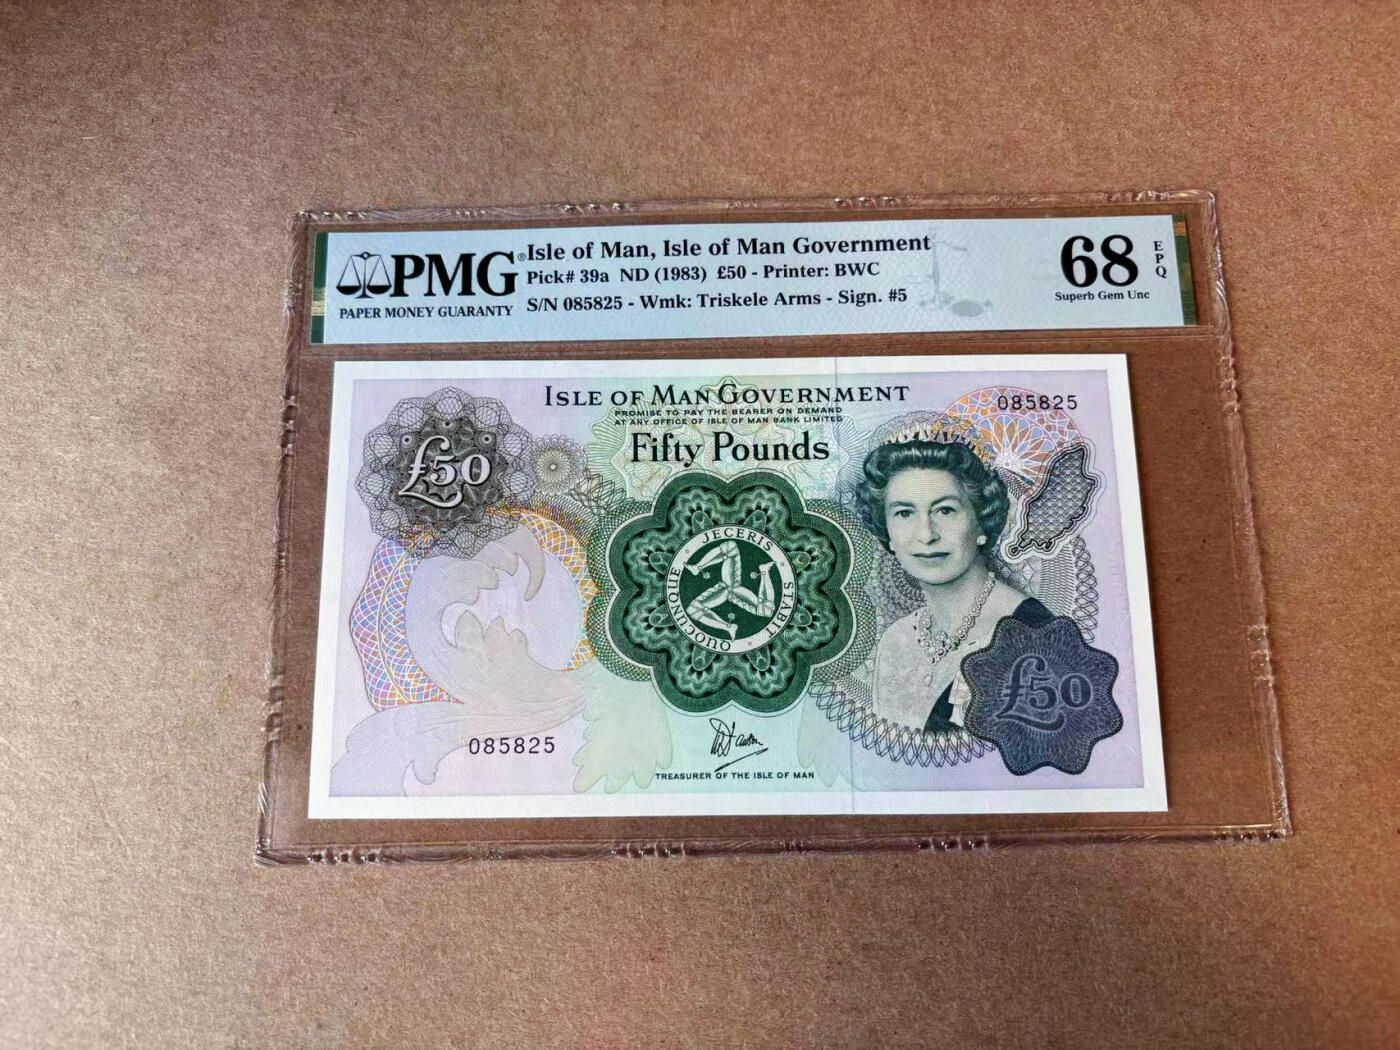 PMG®
PAPER MONEY GUARANTY
Isle of Man, Isle of Man Government
Pick# 39a ND (1983) £50 - Printer: BWC
S/N 085825 - Wmk: Triskele Arms - Sign. #5
68
EPQ
Superb Gem Unc
ISLE OF MAN GOVERNMENT
PROMISE TO PAY THE BEARER ON DEMAND
AT ANY OFFICE OF ISLE OF MAN BANK LIMITED
Fifty Pounds
085825
£50
QUOCUNQUE · JECERIS · STABIT ·
£50
085825
TREASURER OF THE ISLE OF MAN